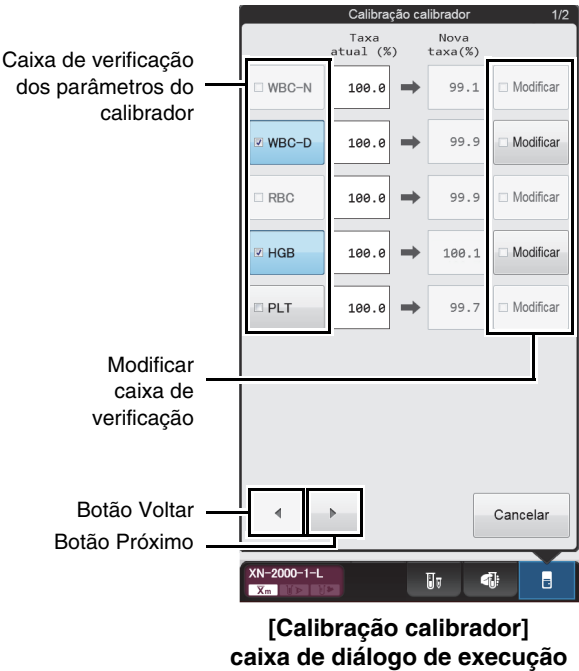 Calibração calibrador 1/2
Taxa atual (%)
Nova taxa(%)
Caixa de verificação
dos parâmetros do
calibrador
WBC-N 100.0 99.1 Modificar
WBC-D 100.0 99.9 Modificar
RBC 100.0 99.9 Modificar
HGB 100.0 100.1 Modificar
PLT 100.0 99.7 Modificar
Modificar
caixa de
verificação
Botão Voltar
Botão Próximo
Cancelar
XN-2000-1-L
Xm
[Calibração calibrador]
caixa de diálogo de execução